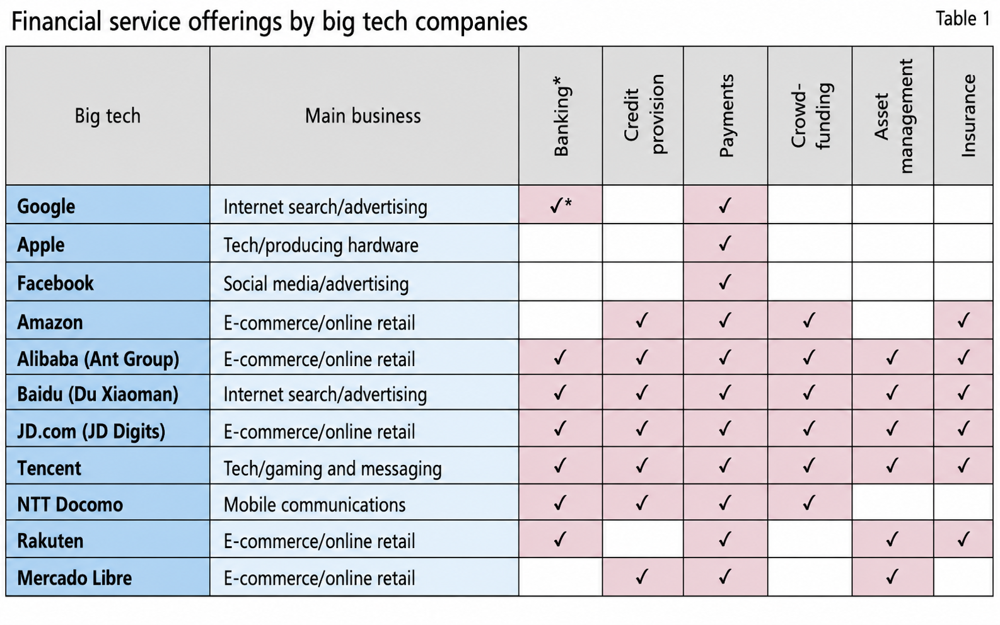 Financial service offerings by big tech companies
Table 1
Big tech
Main business
Banking*
Credit
provision
Payments
Crowd-
funding
Asset
management
Insurance
Google Internet search/advertising ✓* ✓
Apple Tech/producing hardware ✓
Facebook Social media/advertising ✓
Amazon E-commerce/online retail ✓ ✓ ✓ ✓
Alibaba (Ant Group) E-commerce/online retail ✓ ✓ ✓ ✓ ✓ ✓
Baidu (Du Xiaoman) Internet search/advertising ✓ ✓ ✓ ✓ ✓ ✓
JD.com (JD Digits) E-commerce/online retail ✓ ✓ ✓ ✓ ✓ ✓
Tencent Tech/gaming and messaging ✓ ✓ ✓ ✓ ✓ ✓
NTT Docomo Mobile communications ✓ ✓ ✓ ✓
Rakuten E-commerce/online retail ✓ ✓ ✓ ✓
Mercado Libre E-commerce/online retail ✓ ✓ ✓